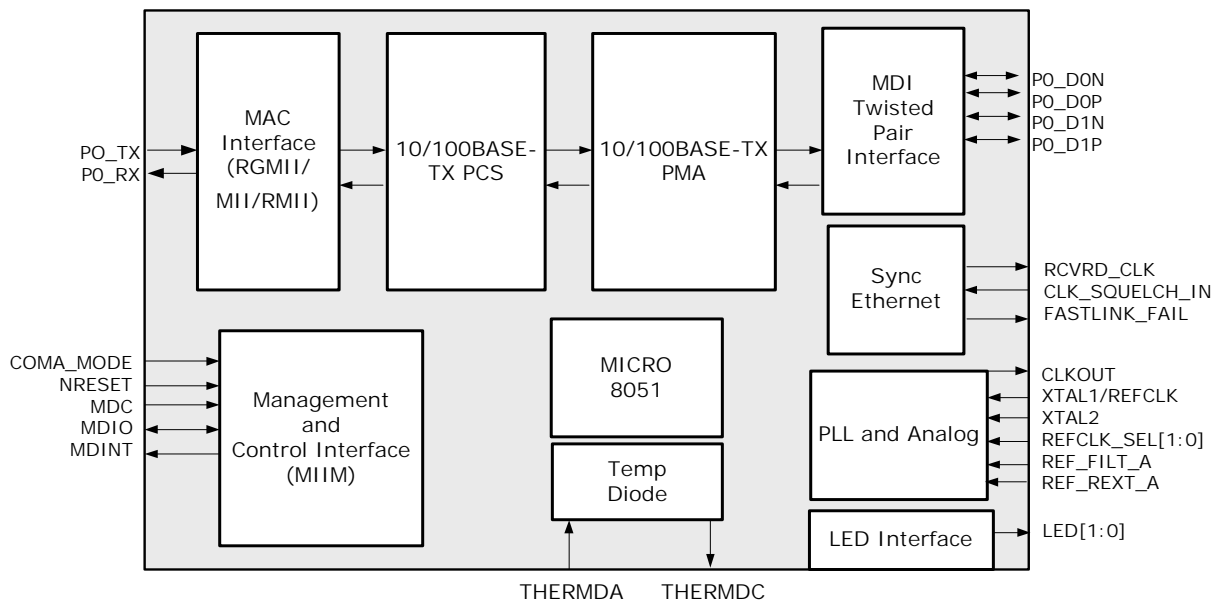 MAC
Interface
(RGMII/
MII/RMII)
10/100BASE-
TX PCS
10/100BASE-TX
PMA
MDI
Twisted
Pair
Interface
P0_D0N
P0_D0P
P0_D1N
P0_D1P
PO_TX
P0_RX
Sync
Ethernet
RCVRD_CLK
CLK_SQUELCH_IN
FASTLINK_FAIL
COMA_MODE
NRESET
MDC
MDIO
MDINT
Management
and
Control Interface
(MIIM)
MICRO
8051
Temp
Diode
PLL and Analog
CLKOUT
XTAL1/REFCLK
XTAL2
REFCLK_SEL[1:0]
REF_FILT_A
REF_REXT_A
LED Interface
LED[1:0]
THERMDA
THERMDC